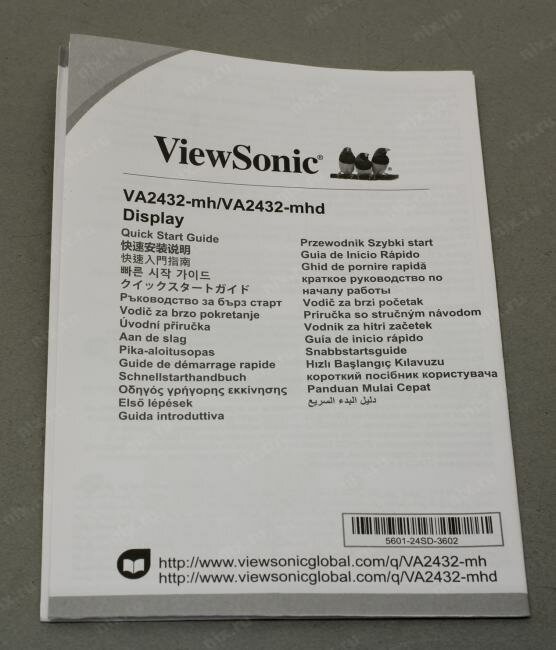 ViewSonic®
VA2432-mh/VA2432-mhd
Display
Quick Start Guide
快速安装说明
快速入門指南
빠른 시작 가이드
クイックスタートガイド
Ръководство за бърз старт
Vodič za brzo pokretanje
Úvodní příručka
Aan de slag
Pika-aloitusopas
Guide de démarrage rapide
Schnellstarthandbuch
Οδηγός γρήγορης εκκίνησης
Első lépések
Guida introduttiva
Przewodnik Szybki start
Guia de Início Rápido
Ghid de pornire rapidă
краткое руководство по
началу работы
Vodič za brzi početak
Priručka so stručným návodom
Vodnik za hitri začetek
Guía de inicio rápido
Snabbstartsguide
Hızlı Başlangıç Kılavuzu
короткий посібник користувача
Panduan Mulai Cepat
دليل البدء السريع
5601-24SD-3602
http://www.viewsonicglobal.com/q/VA2432-mh
http://www.viewsonicglobal.com/q/VA2432-mhd
nix.ru